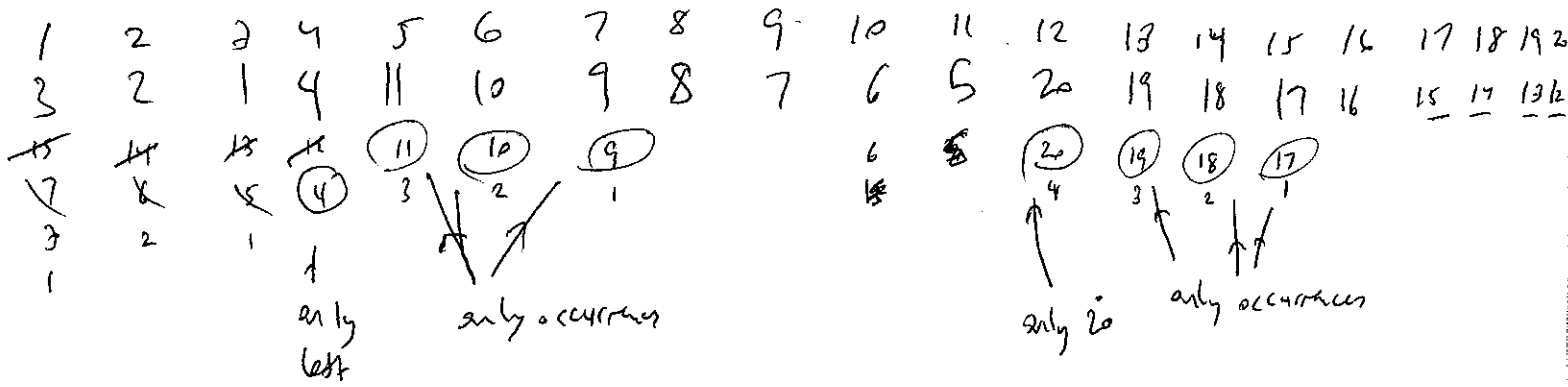 1 2 3 4 5 6 7 8 9 10 11 12 13 14 15 16 17 18 19 20
3 2 1 4 11 10 9 8 7 6 5 20 19 18 17 16 15 14 13 12
15 14 13 12 11 10 9 6 20 19 18 17
7 6 5 4 3 2 1 4 3 2 1
3 2 1
1
only only occurrences only 20 only occurrences
left